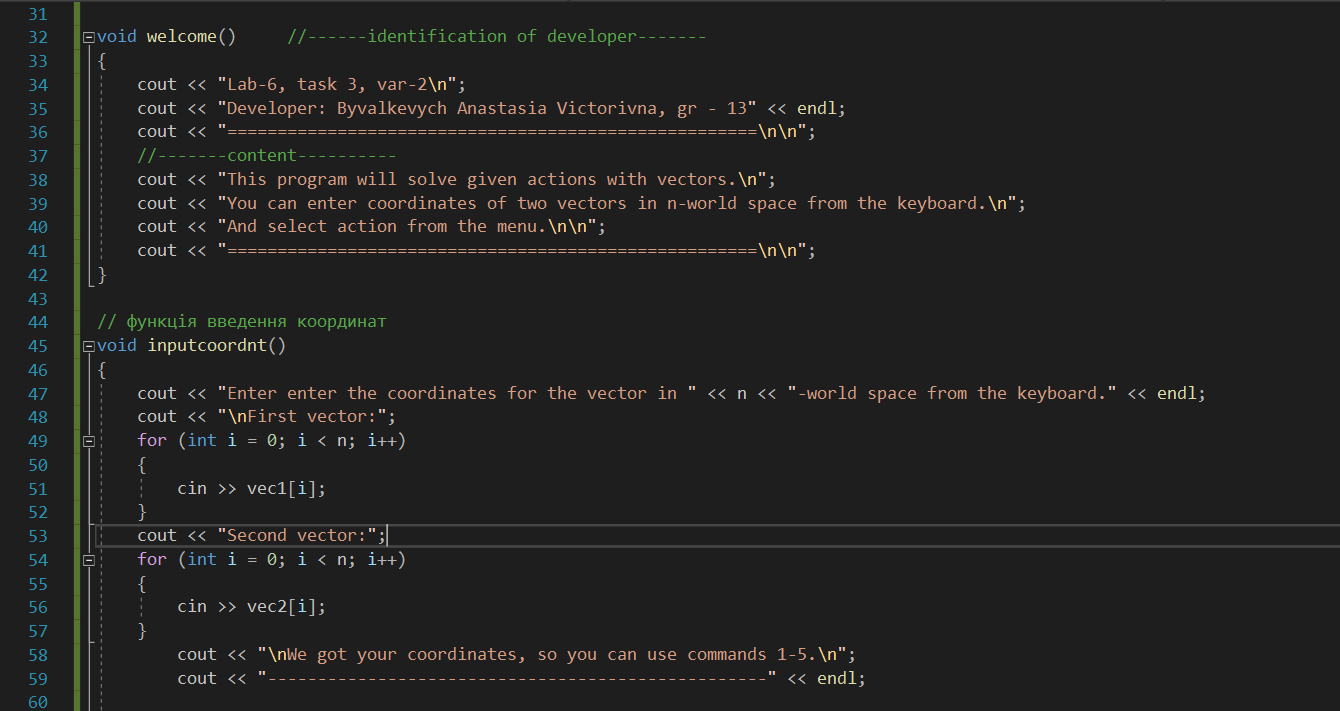 31
32 void welcome() //------identification of developer-------
33 {
34 cout << "Lab-6, task 3, var-2\n";
35 cout << "Developer: Byvalkevych Anastasia Victorivna, gr - 13" << endl;
36 cout << "=====================================================\n\n";
37 //-------content----------
38 cout << "This program will solve given actions with vectors.\n";
39 cout << "You can enter coordinates of two vectors in n-world space from the keyboard.\n";
40 cout << "And select action from the menu.\n\n";
41 cout << "=====================================================\n\n";
42 }
43
44 // функція введення координат
45 void inputcoordnt()
46 {
47 cout << "Enter enter the coordinates for the vector in " << n << "-world space from the keyboard." << endl;
48 cout << "\nFirst vector:";
49 for (int i = 0; i < n; i++)
50 {
51 cin >> vec1[i];
52 }
53 cout << "Second vector:";
54 for (int i = 0; i < n; i++)
55 {
56 cin >> vec2[i];
57 }
58 cout << "\nWe got your coordinates, so you can use commands 1-5.\n";
59 cout << "--------------------------------------------------" << endl;
60